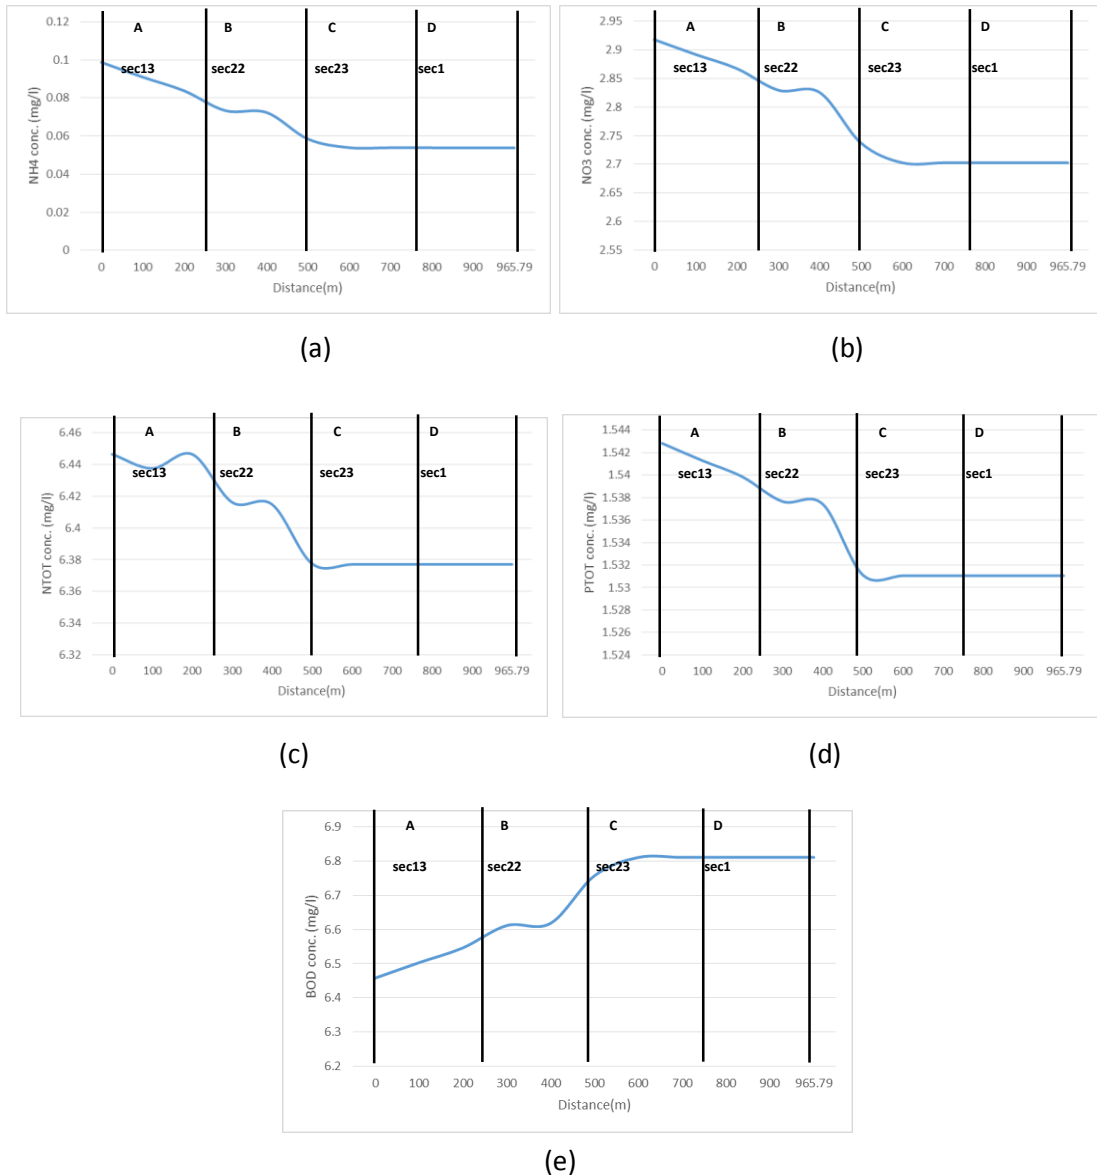 0.12
0.1
0.08
0.06
0.04
0.02
0
NH4 conc. (mg/l)
A B C D
sec13 sec22 sec23 sec1
0 100 200 300 400 500 600 700 800 900 965.79
Distance(m)
(a)
2.95
2.9
2.85
2.8
2.75
2.7
2.65
2.6
2.55
NO3 conc. (mg/l)
A B C D
sec13 sec22 sec23 sec1
0 100 200 300 400 500 600 700 800 900 965.79
Distance(m)
(b)
6.46
6.44
6.42
6.4
6.38
6.36
6.34
6.32
NTOT conc. (mg/l)
A B C D
sec13 sec22 sec23 sec1
0 100 200 300 400 500 600 700 800 900 965.79
Distance(m)
(c)
1.544
1.542
1.54
1.538
1.536
1.534
1.532
1.53
1.528
1.526
1.524
PTOT conc. (mg/l)
A B C D
sec13 sec22 sec23 sec1
0 100 200 300 400 500 600 700 800 900 965.79
Distance(m)
(d)
6.9
6.8
6.7
6.6
6.5
6.4
6.3
6.2
BOD conc. (mg/l)
A B C D
sec13 sec22 sec23 sec1
0 100 200 300 400 500 600 700 800 900 965.79
Distance(m)
(e)